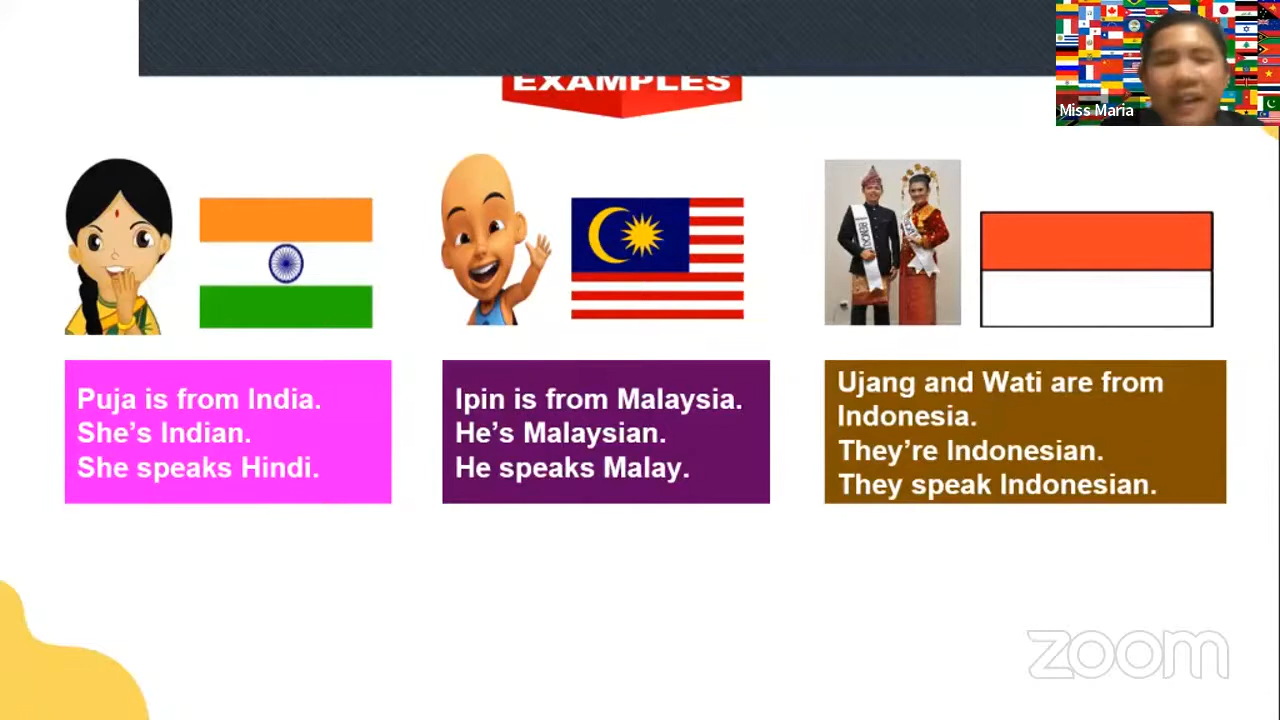 EXAMPLES
Miss Maria
Puja is from India.
She's Indian.
She speaks Hindi.
Ipin is from Malaysia.
He's Malaysian.
He speaks Malay.
Ujang and Wati are from
Indonesia.
They’re Indonesian.
They speak Indonesian.
zoom